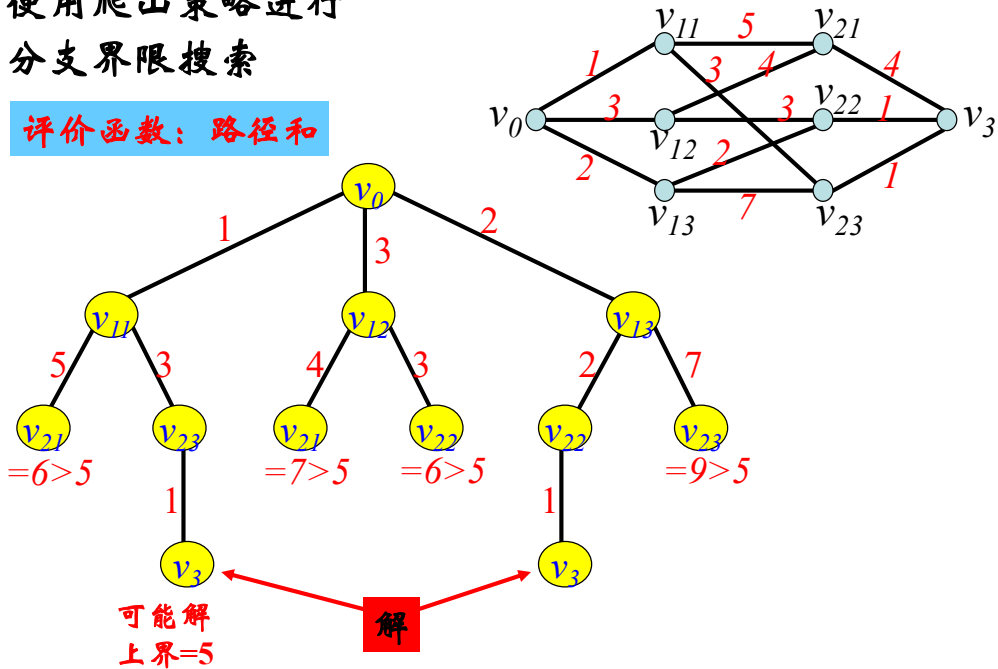 使用爬山策略进行
分支界限搜索
评价函数：路径和
v11 5 v21
1 3 4 4
v0 3 v12 3 v22 1 v3
2 2 1
v13 7 v23
v0
1 3 2
v11 v12 v13
5 3 4 3 2 7
v21 v23 v21 v22 v22 v23
=6>5 =7>5 =6>5 =9>5
1 1
v3 v3
可能解 解
上界=5